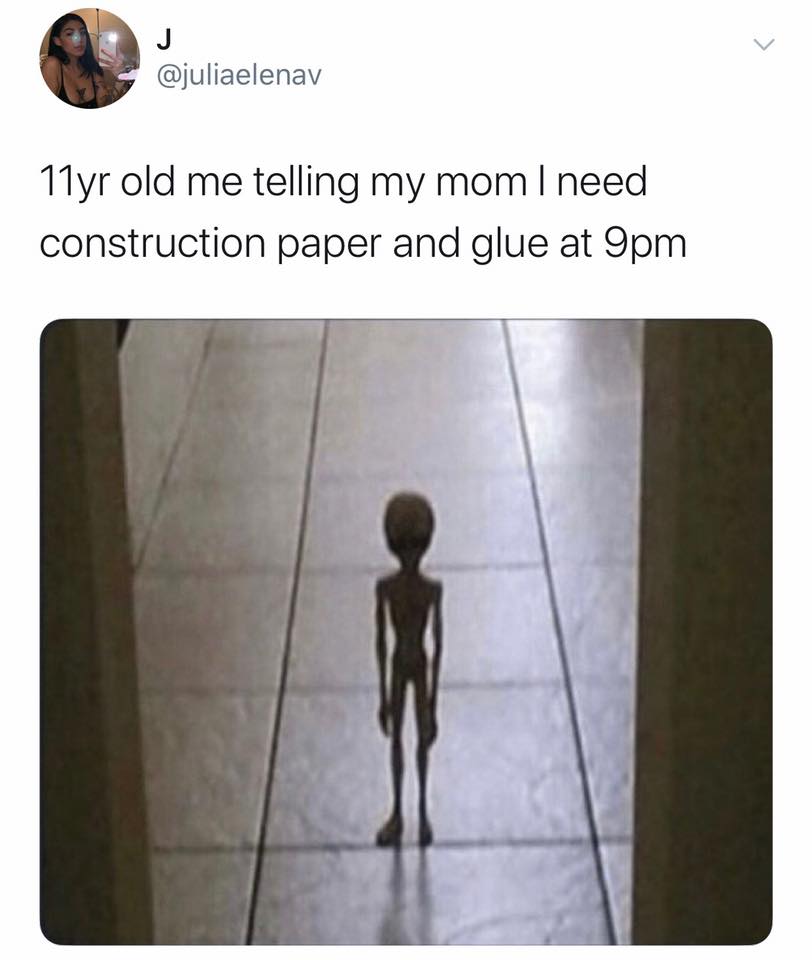 J
@juliaelenav
11yr old me telling my mom I need
construction paper and glue at 9pm